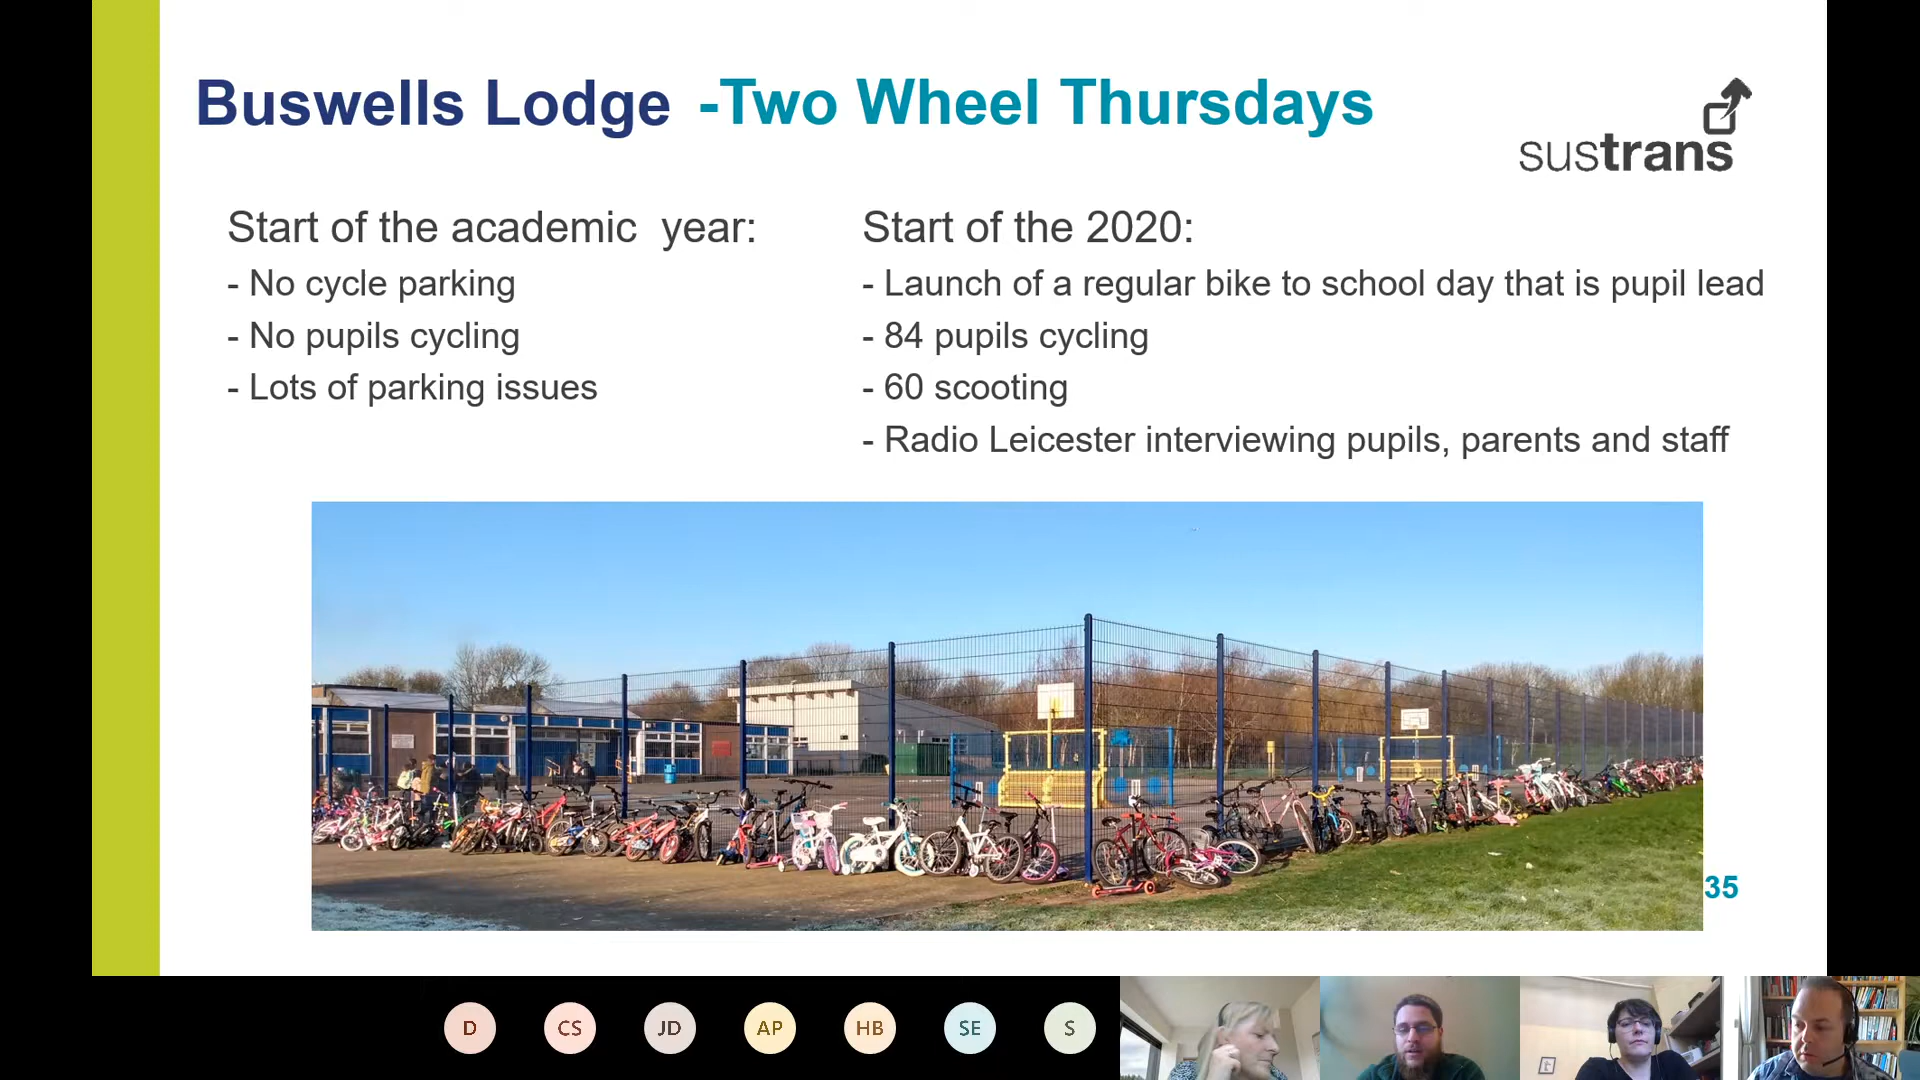 Buswells Lodge -Two Wheel Thursdays
sustrans
Start of the academic year:
- No cycle parking
- No pupils cycling
- Lots of parking issues
Start of the 2020:
- Launch of a regular bike to school day that is pupil lead
- 84 pupils cycling
- 60 scooting
- Radio Leicester interviewing pupils, parents and staff
35
D CS JD AP HB SE S